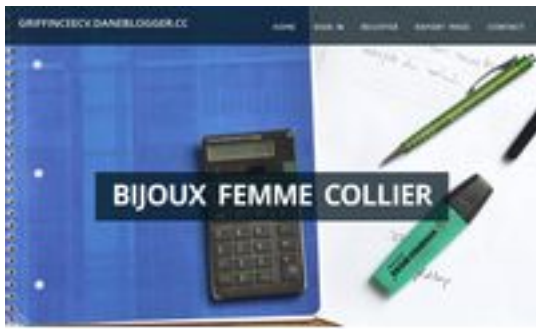 GRIFFINCEECV.DANEBLOGGER.CC
HOME SIGN IN REGISTER REPORT PAGE CONTACT
BIJOUX FEMME COLLIER